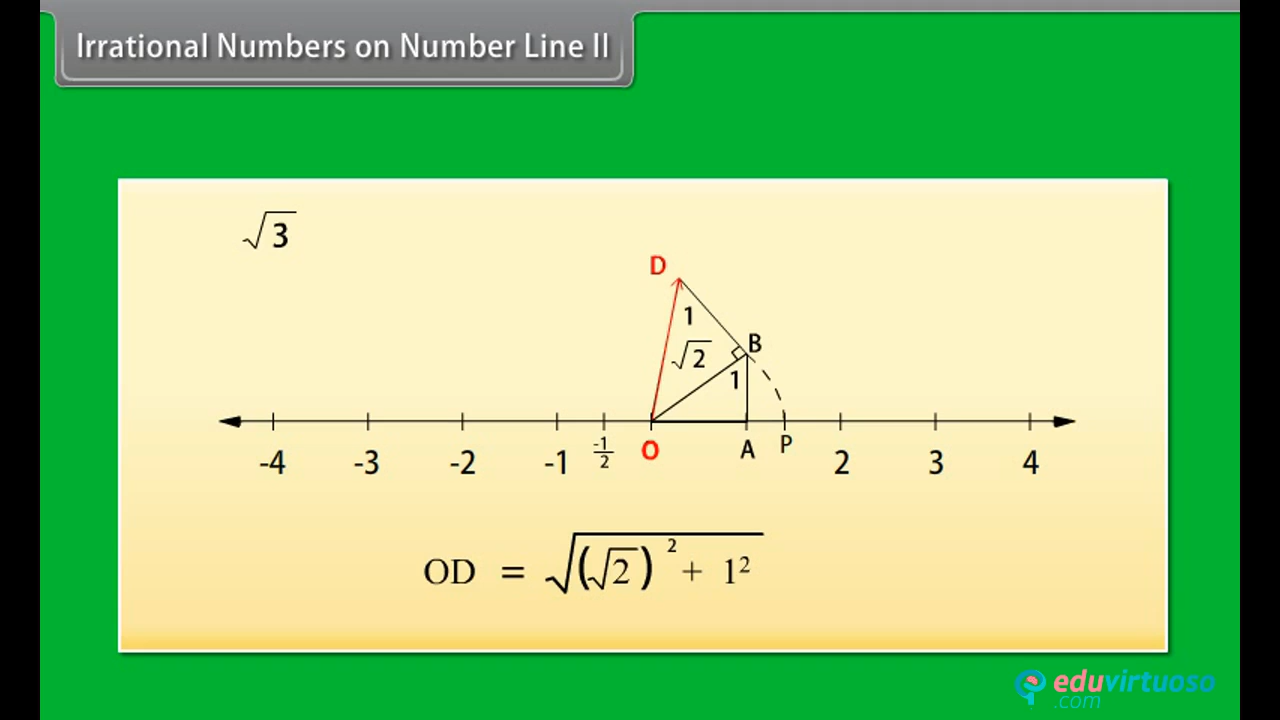 Irrational Numbers on Number Line II
√3
D
1
√2
B
1
-4 -3 -2 -1 -1/2 O A P 2 3 4
OD = √((√2)² + 1²)
eduvirtuoso
.com